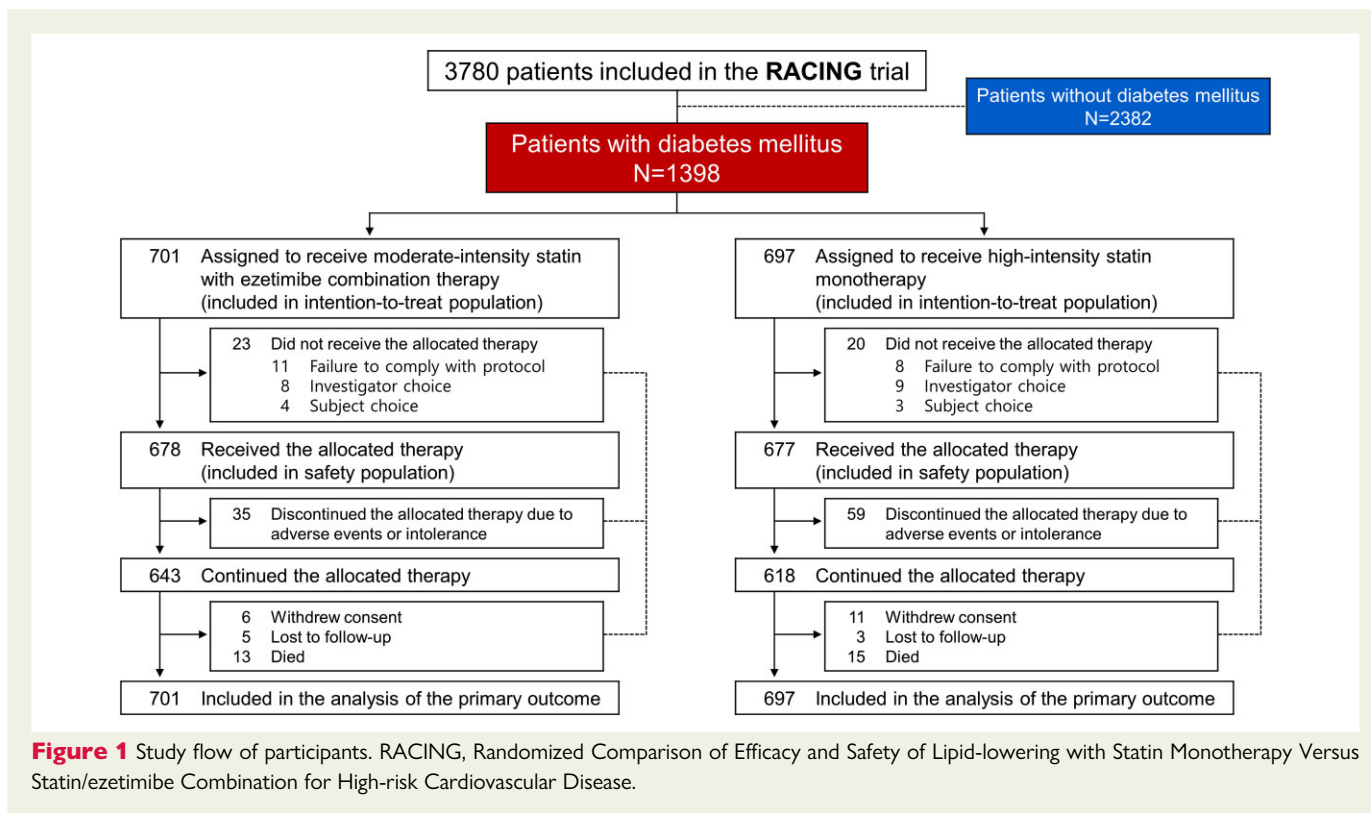 3780 patients included in the RACING trial
Patients without diabetes mellitus
N=2382
Patients with diabetes mellitus
N=1398
701 Assigned to receive moderate-intensity statin
with ezetimibe combination therapy
(included in intention-to-treat population)
23 Did not receive the allocated therapy
11 Failure to comply with protocol
8 Investigator choice
4 Subject choice
678 Received the allocated therapy
(included in safety population)
35 Discontinued the allocated therapy due to
adverse events or intolerance
643 Continued the allocated therapy
6 Withdrew consent
5 Lost to follow-up
13 Died
701 Included in the analysis of the primary outcome
697 Assigned to receive high-intensity statin
monotherapy
(included in intention-to-treat population)
20 Did not receive the allocated therapy
8 Failure to comply with protocol
9 Investigator choice
3 Subject choice
677 Received the allocated therapy
(included in safety population)
59 Discontinued the allocated therapy due to
adverse events or intolerance
618 Continued the allocated therapy
11 Withdrew consent
3 Lost to follow-up
15 Died
697 Included in the analysis of the primary outcome
Figure 1 Study flow of participants. RACING, Randomized Comparison of Efficacy and Safety of Lipid-lowering with Statin Monotherapy Versus
Statin/ezetimibe Combination for High-risk Cardiovascular Disease.